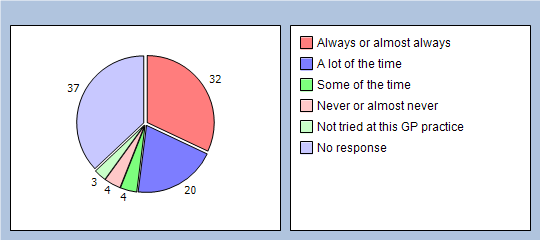 32
20
4
4
3
37
Always or almost always
A lot of the time
Some of the time
Never or almost never
Not tried at this GP practice
No response